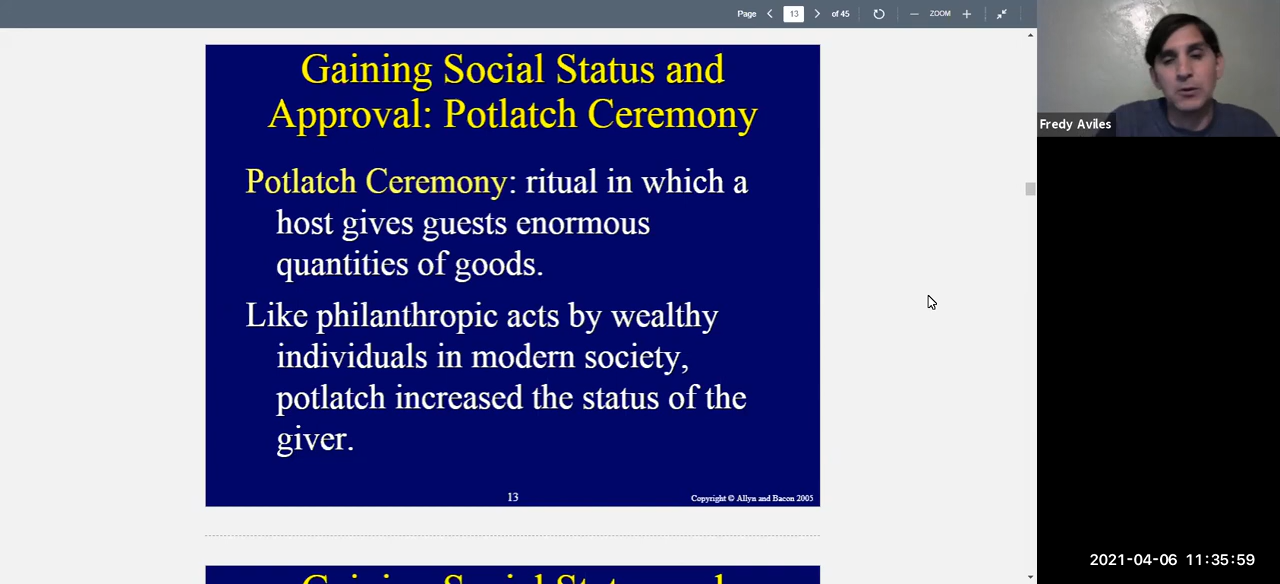 Page 13 of 45 ZOOM
Gaining Social Status and
Approval: Potlatch Ceremony
Potlatch Ceremony: ritual in which a
host gives guests enormous
quantities of goods.
Like philanthropic acts by wealthy
individuals in modern society,
potlatch increased the status of the
giver.
13
Copyright © Allyn and Bacon 2005
Fredy Aviles
2021-04-06 11:35:59